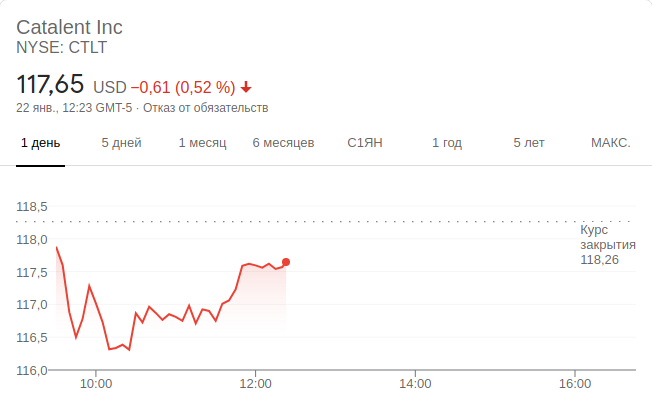 Catalent Inc
NYSE: CTLT
117,65 USD −0,61 (0,52 %)
22 янв., 12:23 GMT-5 · Отказ от обязательств
1 день 5 дней 1 месяц 6 месяцев С1ЯН 1 год 5 лет МАКС.
118,5
Курс
закрытия
118,26
118,0
117,5
117,0
116,5
116,0
10:00 12:00 14:00 16:00